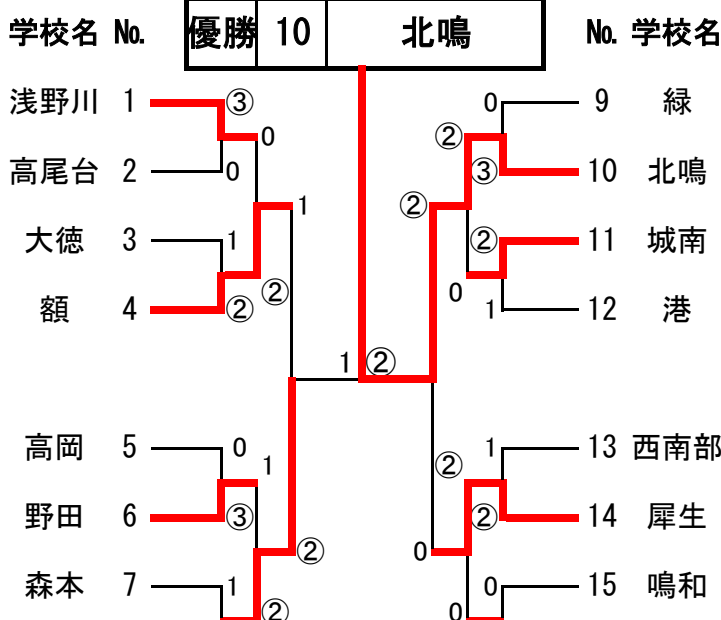 学校名 No. 優勝 10 北鳴 No. 学校名
浅野川 1 ③ 0 9 緑
0 ②
高尾台 2 0 ③ 10 北鳴
1 ②
大徳 3 1 ② 11 城南
② 0
額 4 ② 1 12 港
1 ②
高岡 5 0 1 13 西南部
1 ②
野田 6 ③ ② 14 犀生
② 0
森本 7 1 0 15 鳴和
② 0